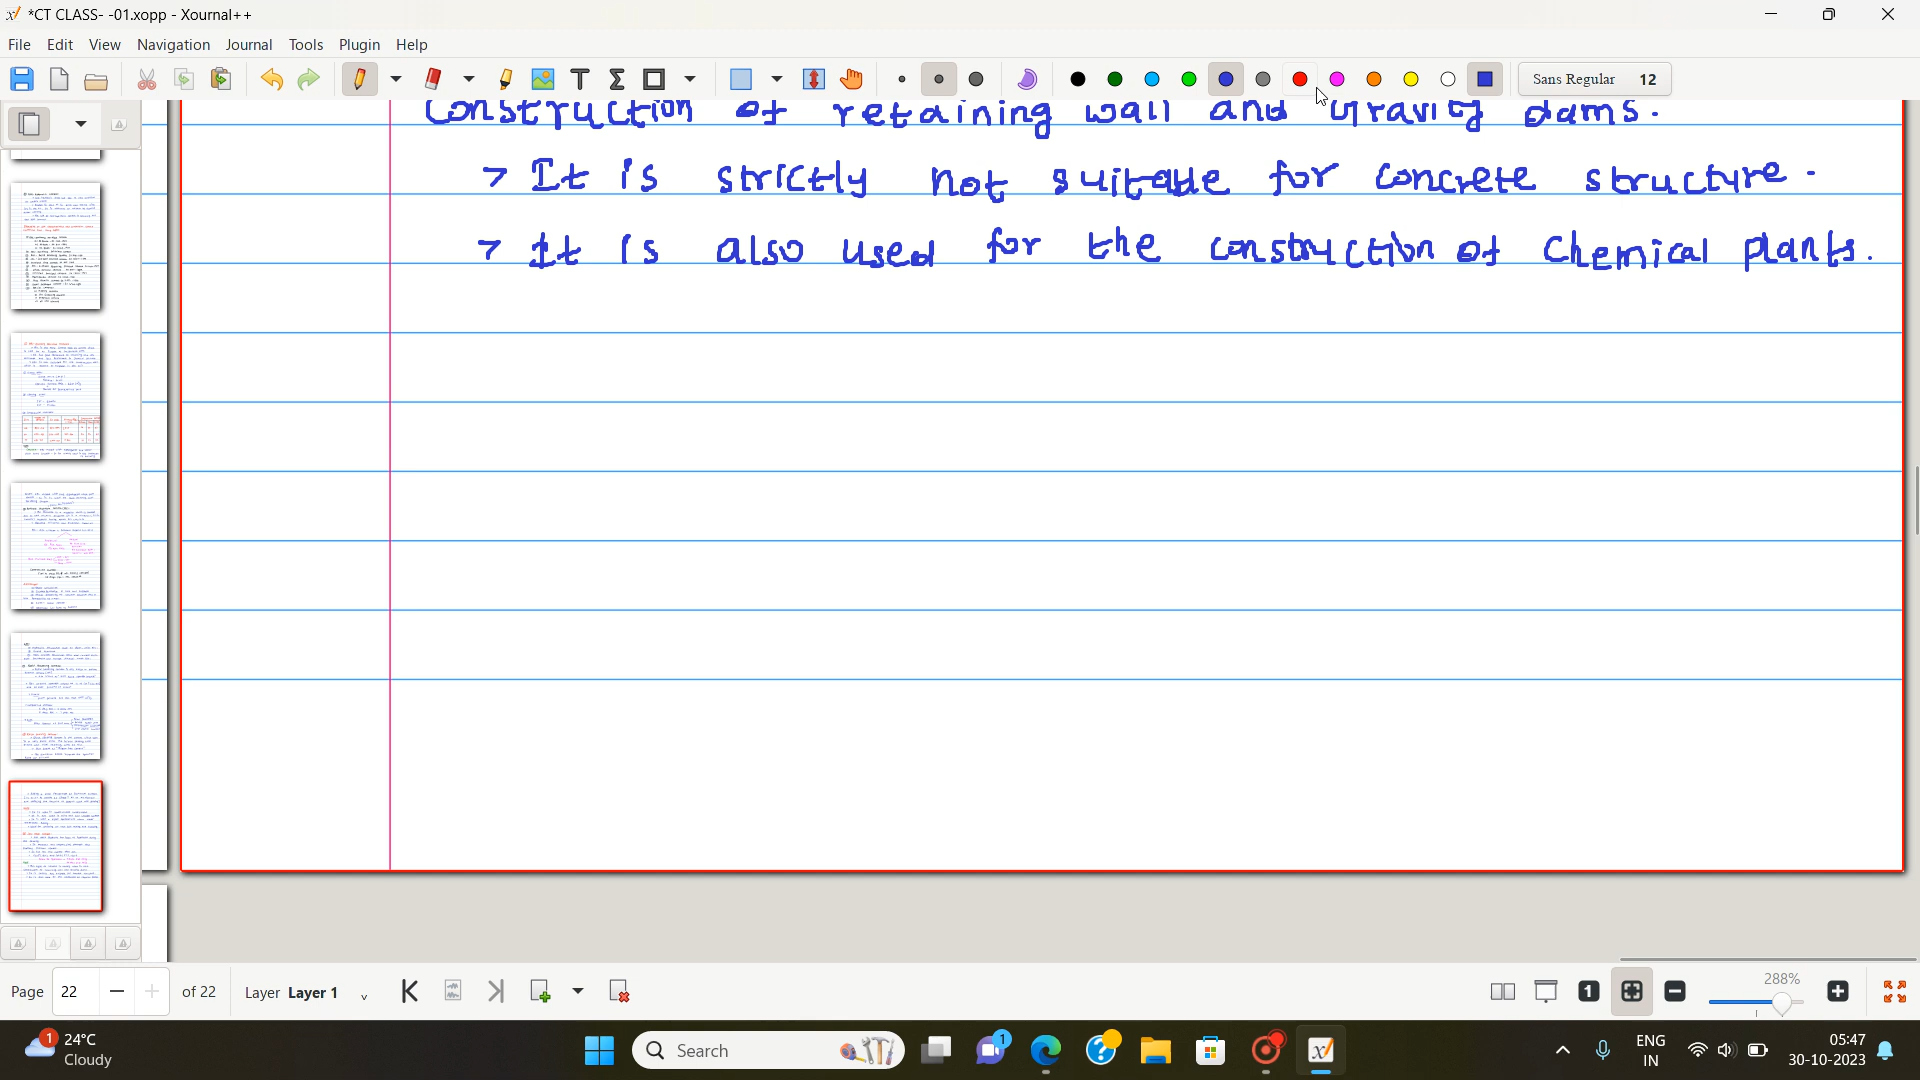 *CT CLASS- -01.xopp - Xournal++
File Edit View Navigation Journal Tools Plugin Help
Sans Regular 12
Construction of retaining wall and Gravity dams.
> It is strictly not suitable for concrete structure.
> It is also used for the construction of Chemical plants.
Page 22 of 22 Layer Layer 1 288%
24°C
Cloudy
Search
ENG
IN
05:47
30-10-2023